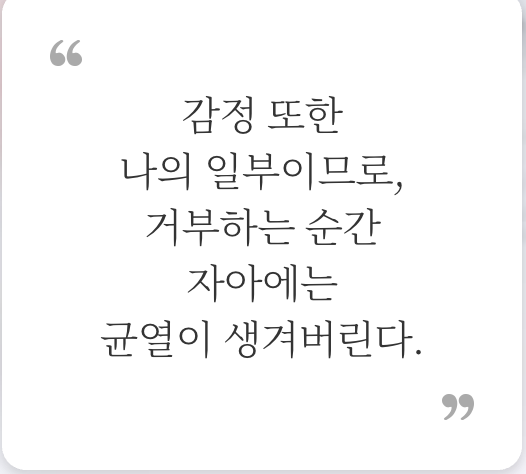 “
감정 또한
나의 일부이므로,
거부하는 순간
자아에는
균열이 생겨버린다.
”